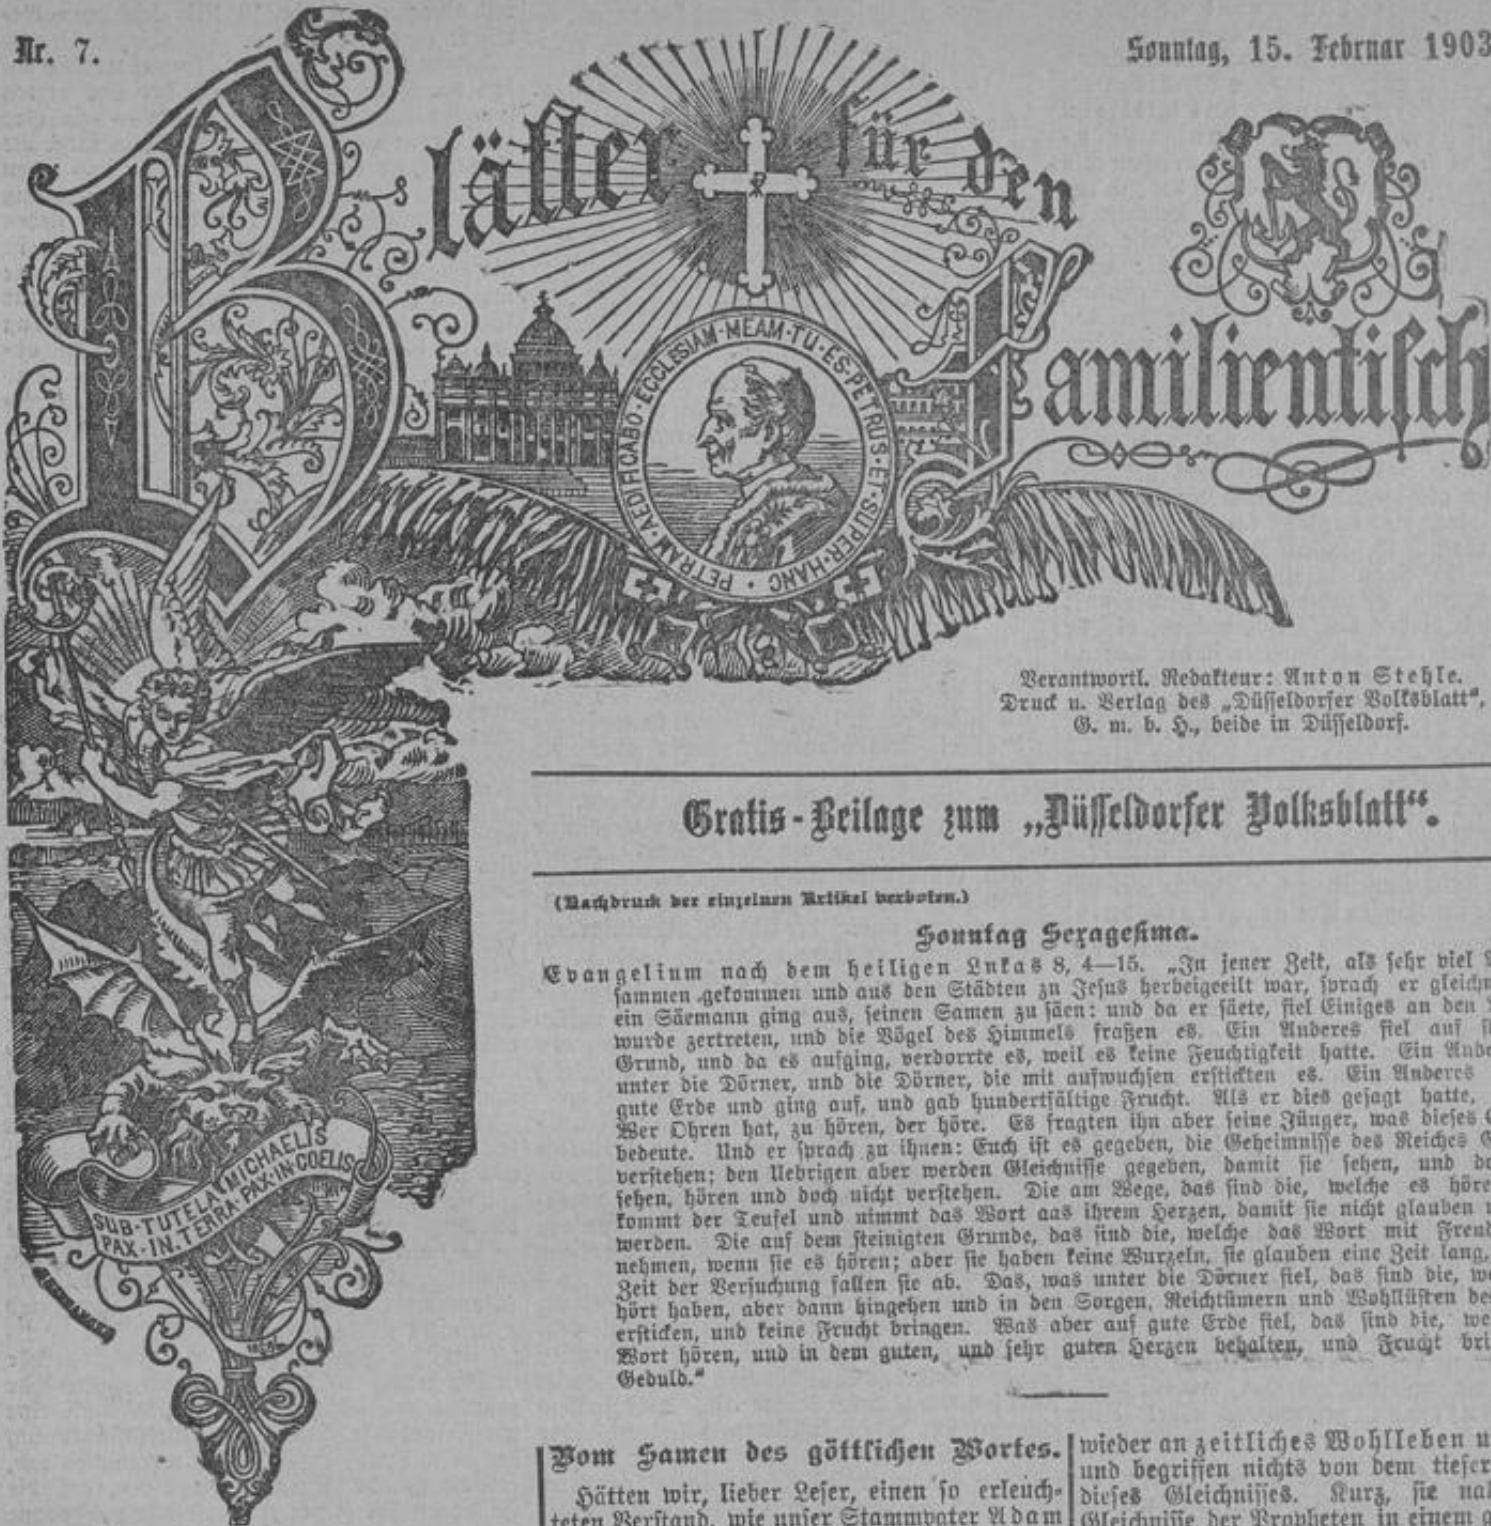 Nr. 7.
Sonntag, 15. Februar 1903
Blätter für den
Familientisch
PETRAM·AEDIFICABO·ECCLESIAM·MEAM·TU·ES·PETRUS·ET·SUPER·HANC·
Verantwortl. Redakteur: Anton Stehle.
Druck u. Verlag des „Düsseldorfer Volksblatt“,
G. m. b. H., beide in Düsseldorf.
Gratis-Beilage zum „Düsseldorfer Volksblatt“.
(Nachdruck der einzelnen Artikel verboten.)
Sonntag Sexagesima.
Evangelium nach dem heiligen Lukas 8, 4—15. „In jener Zeit, als sehr viel
sammen gekommen und aus den Städten zu Jesus herbeigeeilt war, sprach er gleichn
ein Säemann ging aus, seinen Samen zu säen: und da er säete, fiel Einiges an den
wurde zertreten, und die Vögel des Himmels fraßen es. Ein Anderes fiel auf
Grund, und da es aufging, verdorrte es, weil es keine Feuchtigkeit hatte. Ein Ande
unter die Dörner, und die Dörner, die mit aufwuchsen erstickten es. Ein Anderes
gute Erde und ging auf, und gab hundertfältige Frucht. Als er dies gesagt hatte,
Wer Ohren hat, zu hören, der höre. Es fragten ihn aber seine Jünger, was dieses
bedeute. Und er sprach zu ihnen: Euch ist es gegeben, die Geheimnisse des Reiches
verstehen; den Uebrigen aber werden Gleichnisse gegeben, damit sie sehen, und
sehen, hören und doch nicht verstehen. Die am Wege, das sind die, welche es höre
kommt der Teufel und nimmt das Wort aas ihrem Herzen, damit sie nicht glauben
werden. Die auf dem steinigten Grunde, das sind die, welche das Wort mit Freud
nehmen, wenn sie es hören; aber sie haben keine Wurzeln, sie glauben eine Zeit lang,
Zeit der Versuchung fallen sie ab. Das, was unter die Dörner fiel, das sind die, we
hört haben, aber dann hingehen und in den Sorgen, Reichtümern und Wohllüsten de
ersticken, und keine Frucht bringen. Was aber auf gute Erde fiel, das sind die, we
Wort hören, und in dem guten, und sehr guten Herzen behalten, und Frucht bri
Geduld.“
SUB·TUTELA·MICHAELIS
PAX·IN·TERRA·PAX·IN·COELIS
Vom Samen des göttlichen Wortes.
Hätten wir, lieber Leser, einen so erleuch-
teten Verstand, wie unser Stammvater Adam
wieder an zeitliches Wohlleben u
und begriffen nichts von dem tiefer
dieses Gleichnisses. Kurz, sie na
Gleichnisse der Propheten in einem g